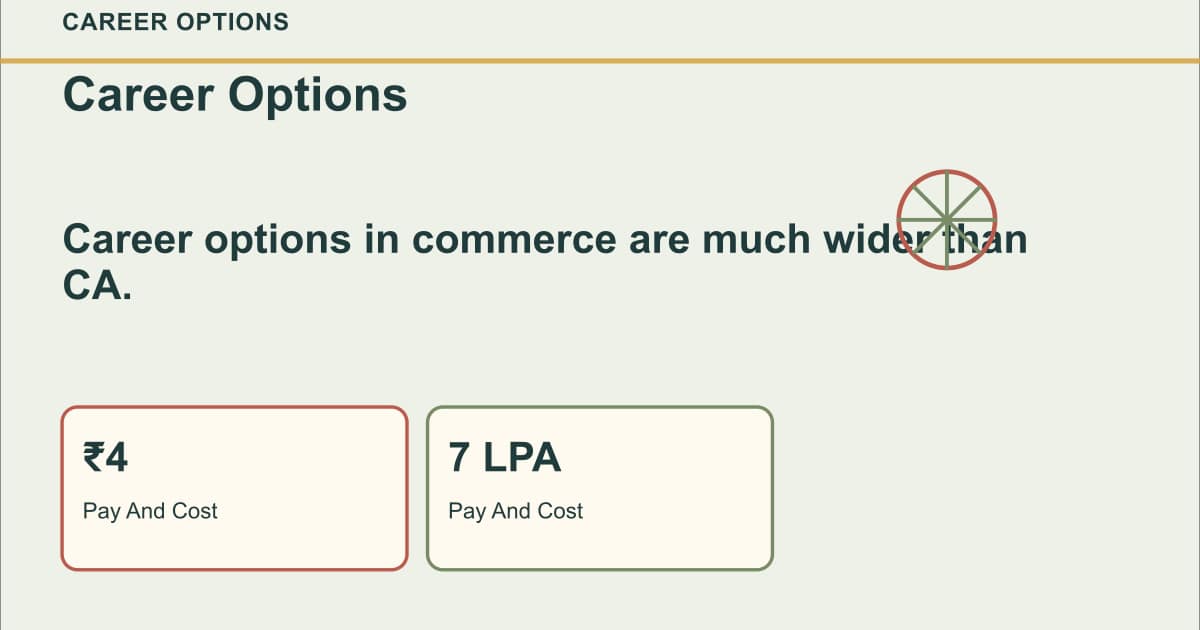 CAREER OPTIONS
Career Options
Career options in commerce are much wider than
CA.
₹4
Pay And Cost
7 LPA
Pay And Cost